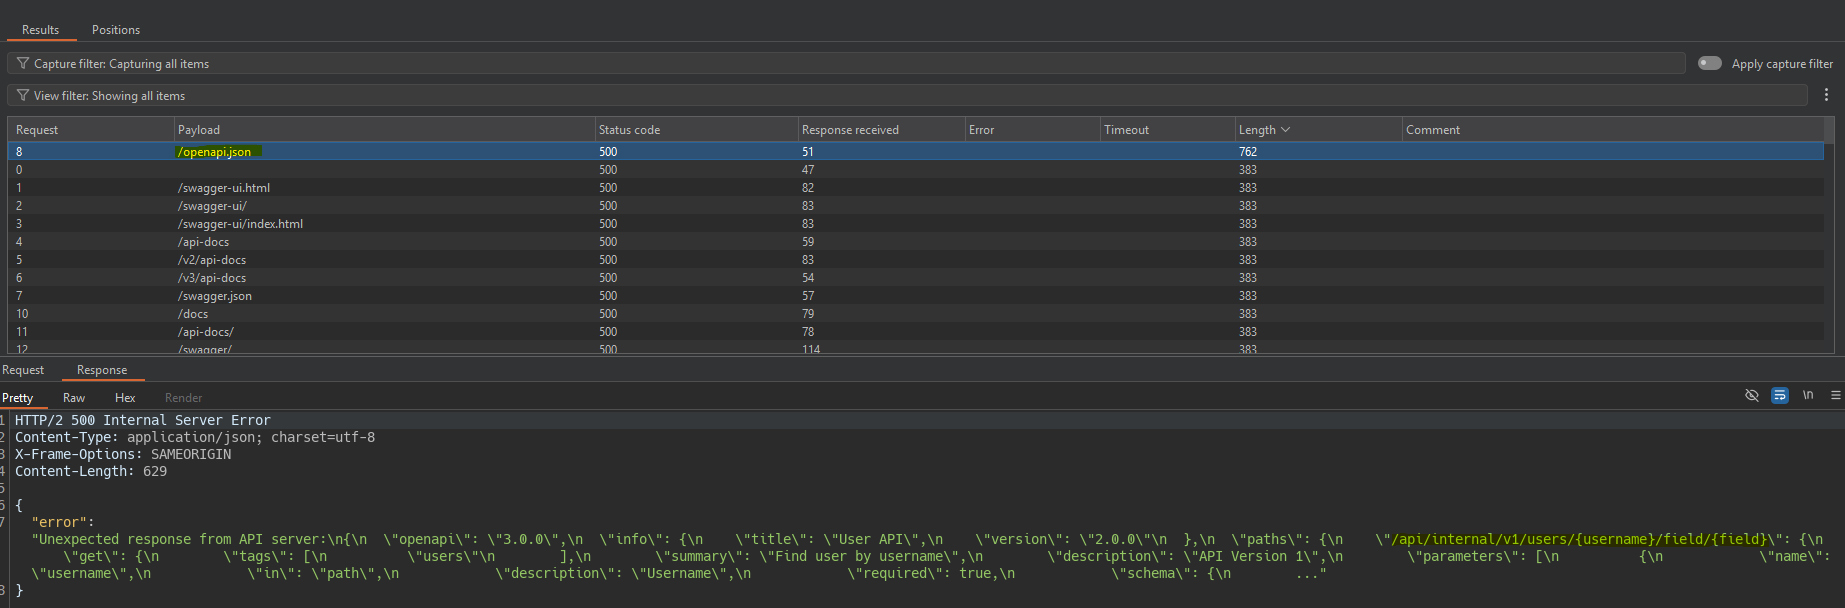 Results Positions
Capture filter: Capturing all items Apply capture filter
View filter: Showing all items
Request Payload Status code Response received Error Timeout Length Comment
8 /openapi.json 500 51 762
0 500 47 383
1 /swagger-ui.html 500 82 383
2 /swagger-ui/ 500 83 383
3 /swagger-ui/index.html 500 83 383
4 /api-docs 500 59 383
5 /v2/api-docs 500 83 383
6 /v3/api-docs 500 54 383
7 /swagger.json 500 57 383
10 /docs 500 79 383
11 /api-docs/ 500 78 383
12 /swagger/ 500 114 383
Request Response
Pretty Raw Hex Render \n
1 HTTP/2 500 Internal Server Error
2 Content-Type: application/json; charset=utf-8
3 X-Frame-Options: SAMEORIGIN
4 Content-Length: 629
5
6 {
7 "error":
"Unexpected response from API server:\n{\n  \"openapi\": \"3.0.0\",\n  \"info\": {\n    \"title\": \"User API\",\n    \"version\": \"2.0.0\"\n  },\n  \"paths\": {\n    \"/api/internal/v1/users/{username}/field/{field}\": {\n
\"get\": {\n        \"tags\": [\n          \"users\"\n        ],\n        \"summary\": \"Find user by username\",\n        \"description\": \"API Version 1\",\n        \"parameters\": [\n          {\n            \"name\":
\"username\",\n            \"in\": \"path\",\n            \"description\": \"Username\",\n            \"required\": true,\n            \"schema\": {\n        ..."
8 }